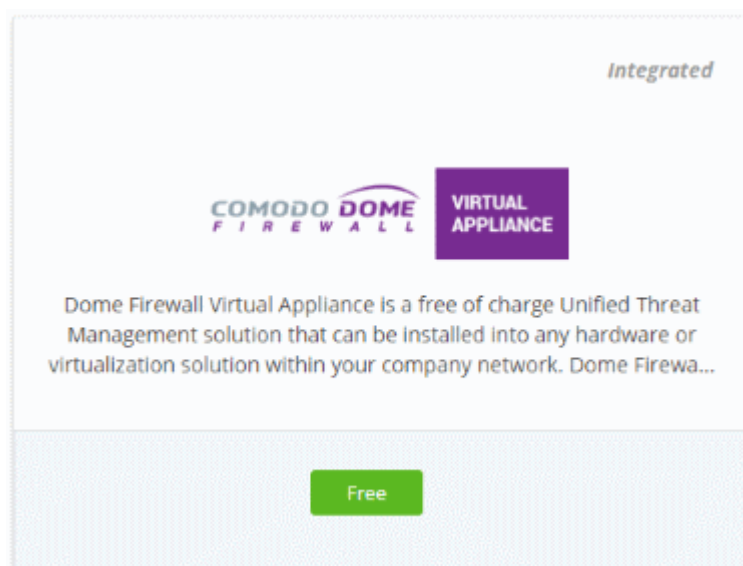 Integrated
COMODO DOME
FIREWALL
VIRTUAL
APPLIANCE
Dome Firewall Virtual Appliance is a free of charge Unified Threat
Management solution that can be installed into any hardware or
virtualization solution within your company network. Dome Firewa...
Free